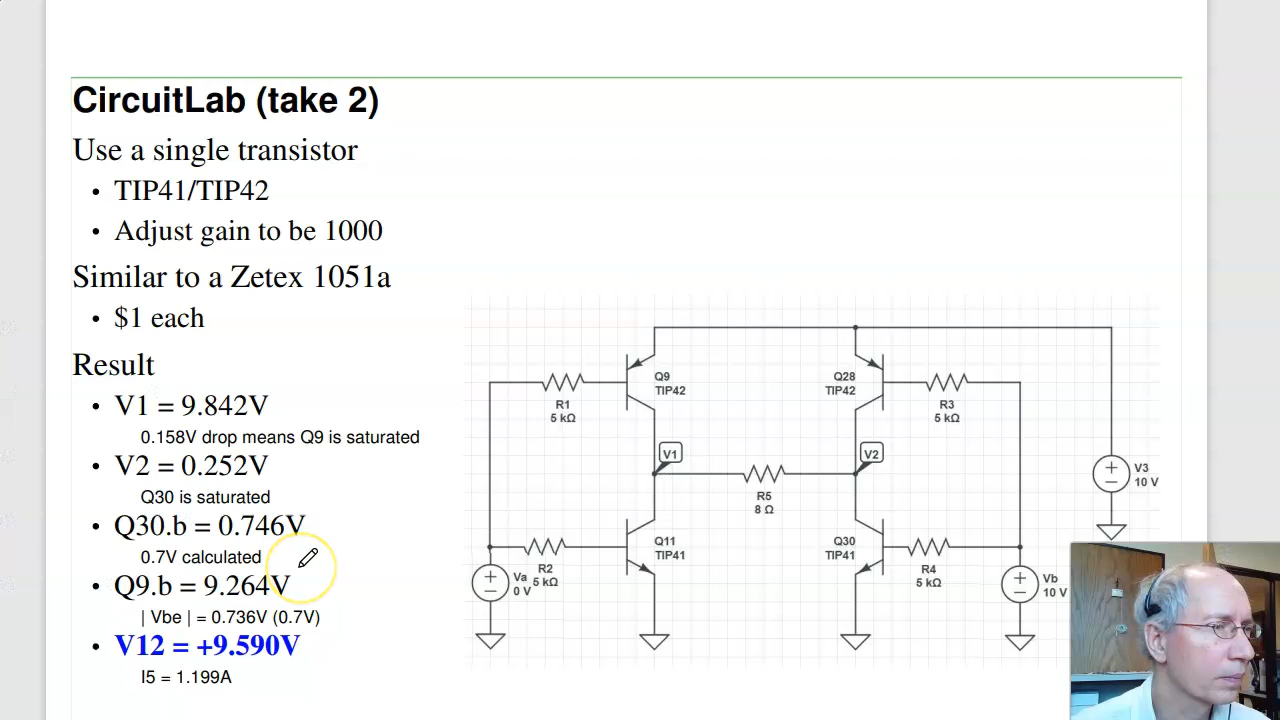 CircuitLab (take 2)
Use a single transistor
• TIP41/TIP42
• Adjust gain to be 1000
Similar to a Zetex 1051a
• $1 each
Result
• V1 = 9.842V
0.158V drop means Q9 is saturated
• V2 = 0.252V
Q30 is saturated
• Q30.b = 0.746V
0.7V calculated
• Q9.b = 9.264V
| Vbe | = 0.736V (0.7V)
• V12 = +9.590V
I5 = 1.199A
Q9
TIP42
Q28
TIP42
R1
5 kΩ
R3
5 kΩ
V1
V2
R5
8 Ω
V3
10 V
Q11
TIP41
Q30
TIP41
R2
5 kΩ
R4
5 kΩ
Va
0 V
Vb
10 V